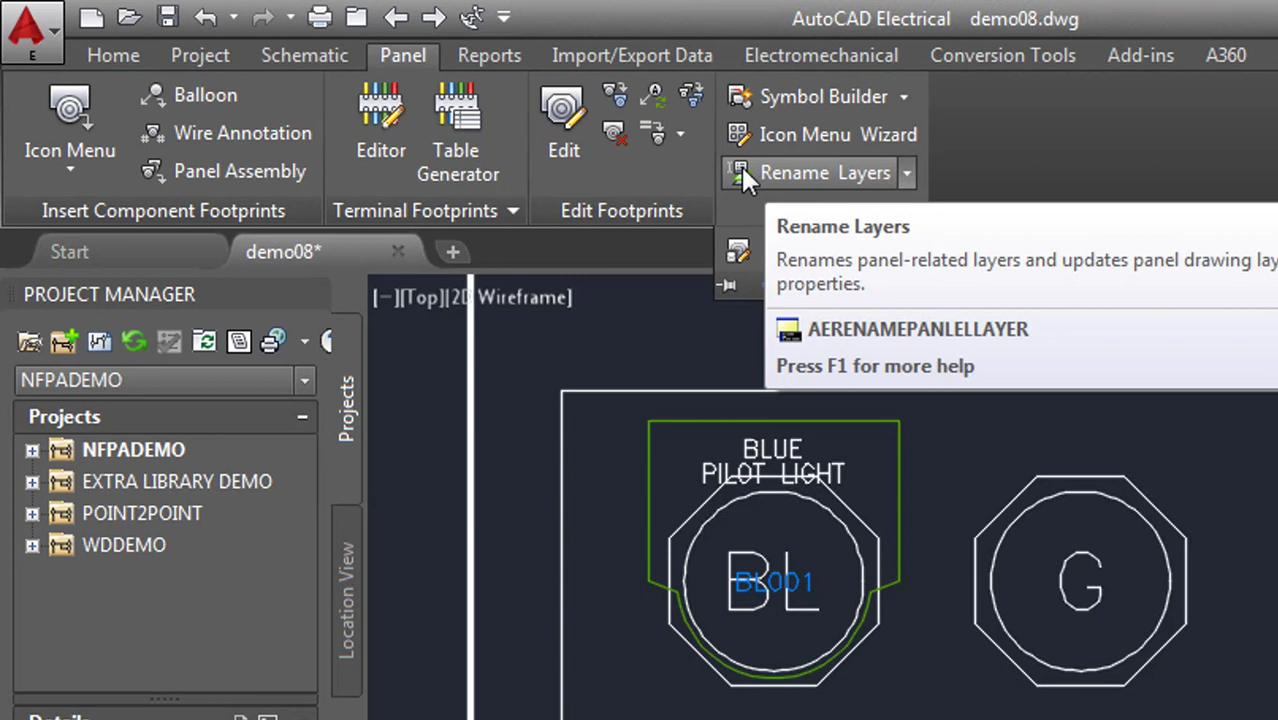 AutoCAD Electrical demo08.dwg
E
Home Project Schematic Panel Reports Import/Export Data Electromechanical Conversion Tools Add-ins A360
Icon Menu
Balloon
Wire Annotation
Panel Assembly
Insert Component Footprints
Editor
Table
Generator
Terminal Footprints
Edit
Edit Footprints
Symbol Builder
Icon Menu Wizard
Rename Layers
Rename Layers
Renames panel-related layers and updates panel drawing lay
properties.
AERENAMEPANLELLAYER
Press F1 for more help
Start demo08*
PROJECT MANAGER
NFPADEMO
Projects
NFPADEMO
EXTRA LIBRARY DEMO
POINT2POINT
WDDEMO
Projects
Location View
[−][Top][2D Wireframe]
BLUE
PILOT LIGHT
BL
BL001
G